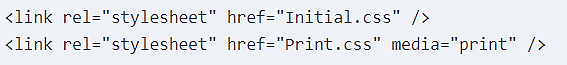 <link rel="stylesheet" href="Initial.css" />
<link rel="stylesheet" href="Print.css" media="print" />